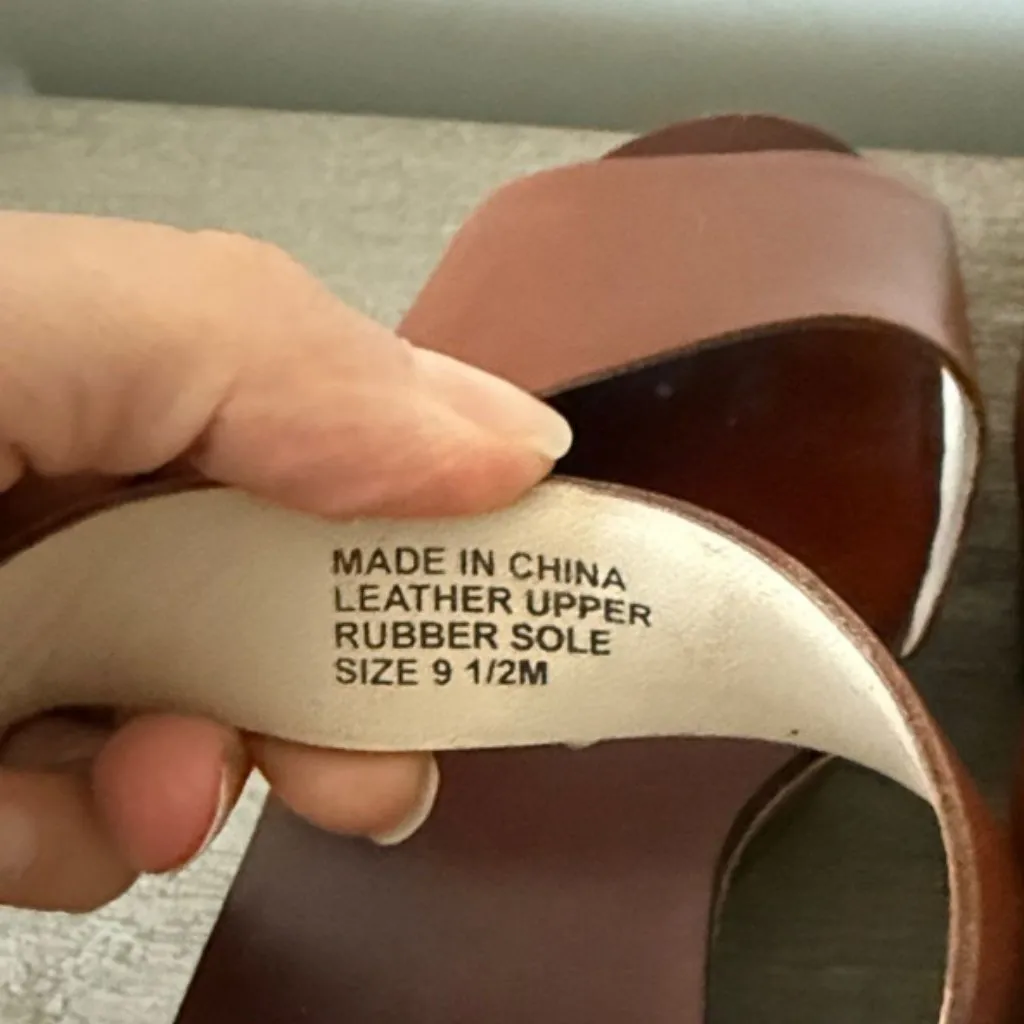 MADE IN CHINA
LEATHER UPPER
RUBBER SOLE
SIZE 9 1/2M